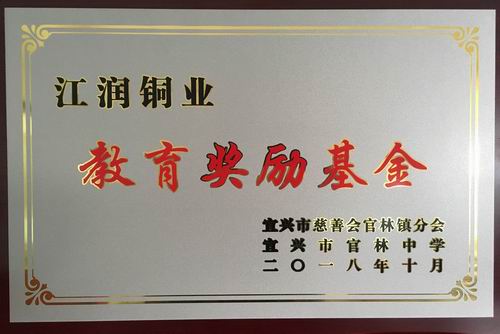 江润铜业
教育奖励基金
宜兴市慈善会官林镇分会
宜兴市官林中学
二〇一八年十月